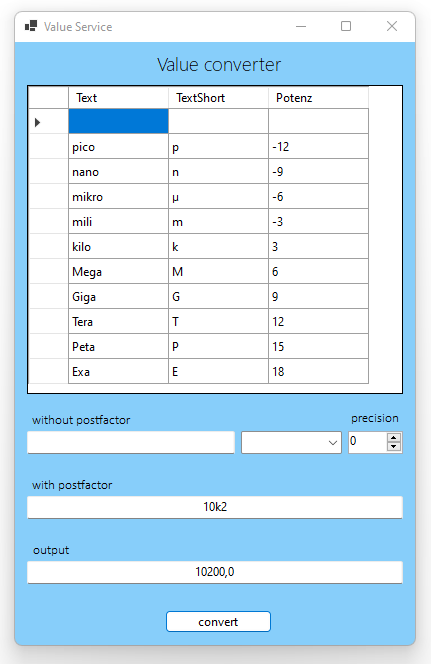 Value Service
Value converter
Text TextShort Potenz
pico p -12
nano n -9
mikro µ -6
mili m -3
kilo k 3
Mega M 6
Giga G 9
Tera T 12
Peta P 15
Exa E 18
without postfactor precision
0
with postfactor
10k2
output
10200,0
convert